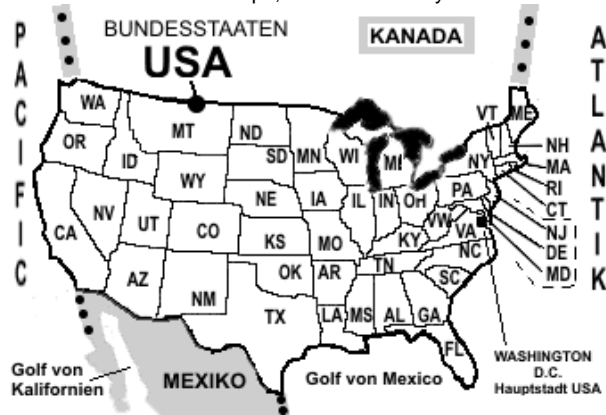 BUNDESSTAATEN
USA
KANADA
PACIFIC
ATLANTIK
WA
OR
CA
NV
ID
MT
WY
UT
AZ
CO
NM
ND
SD
NE
KS
OK
TX
MN
IA
MO
AR
LA
WI
IL
MI
IN
OH
KY
TN
MS
AL
GA
FL
SC
NC
VA
VW
PA
NY
VT
ME
NH
MA
RI
CT
NJ
DE
MD
WASHINGTON
D.C.
Hauptstadt USA
Golf von
Kalifornien
MEXIKO
Golf von Mexico